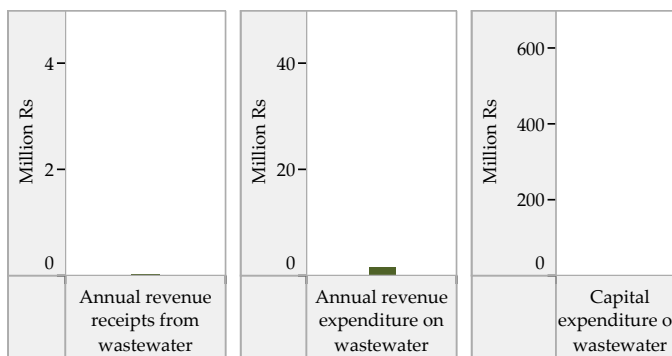 Million Rs
4
2
0
Annual revenue
receipts from
wastewater
Million Rs
40
20
0
Annual revenue
expenditure on
wastewater
Million Rs
600
400
200
0
Capital
expenditure o
wastewater